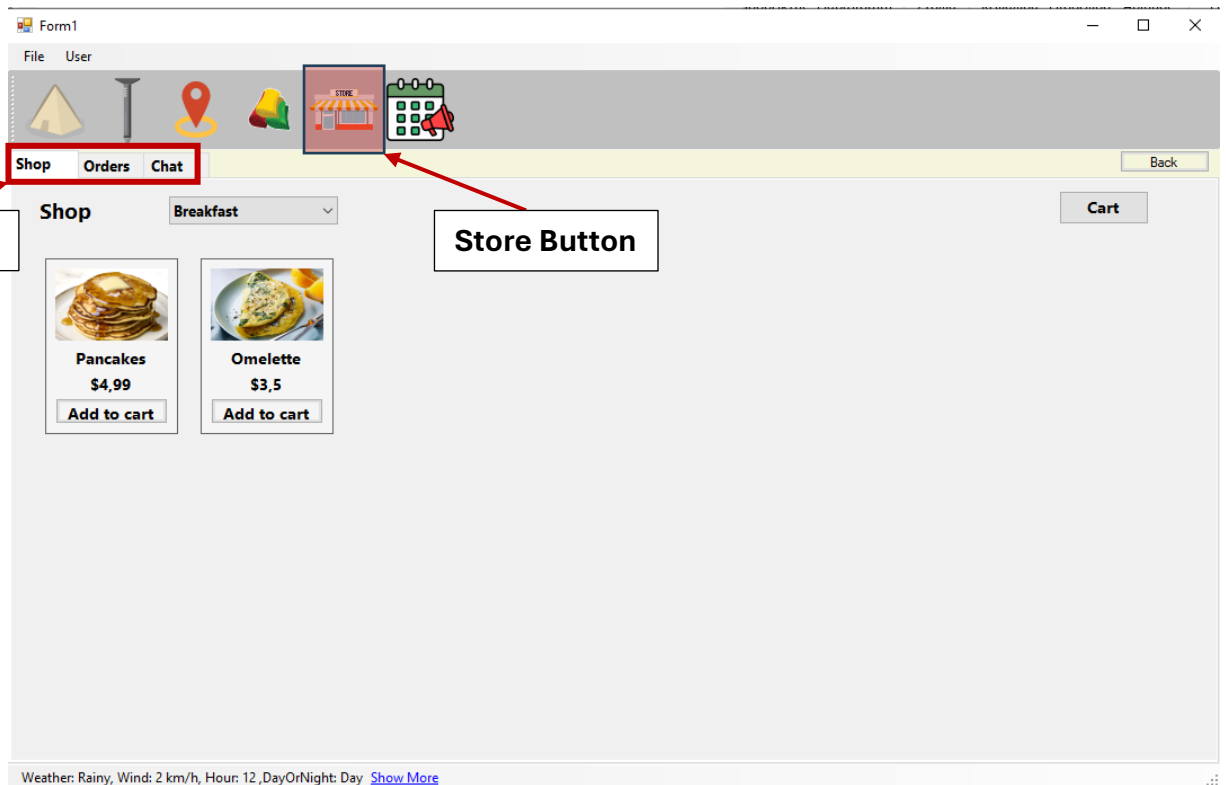 Form1
File User
STORE
Shop Orders Chat
Back
Shop
Breakfast
Cart
Store Button
Pancakes
Omelette
$4,99
$3,5
Add to cart
Add to cart
Weather: Rainy, Wind: 2 km/h, Hour: 12 ,DayOrNight: Day Show More